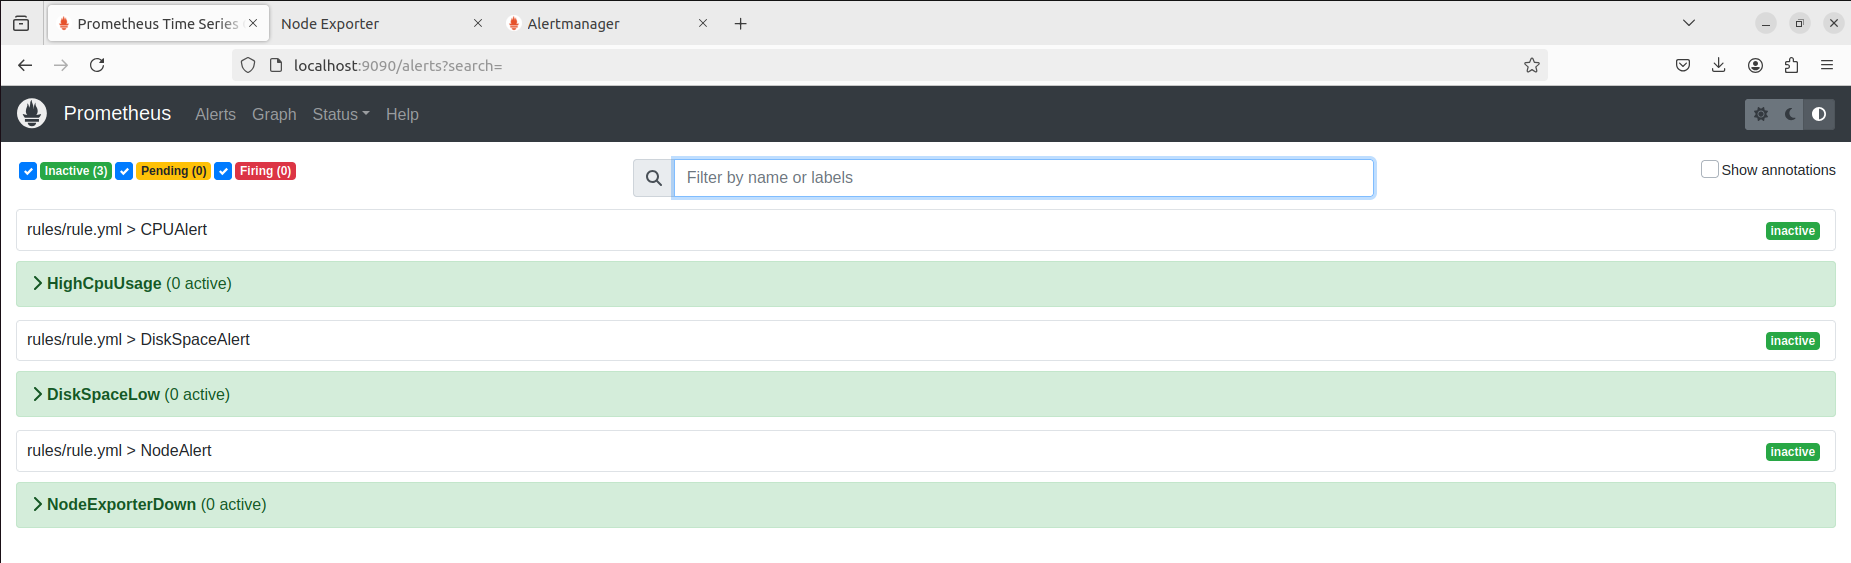 Prometheus Time Series
Node Exporter
Alertmanager
localhost:9090/alerts?search=
Prometheus Alerts Graph Status Help
Inactive (3) Pending (0) Firing (0)
Filter by name or labels
Show annotations
rules/rule.yml > CPUAlert
inactive
HighCpuUsage (0 active)
rules/rule.yml > DiskSpaceAlert
inactive
DiskSpaceLow (0 active)
rules/rule.yml > NodeAlert
inactive
NodeExporterDown (0 active)